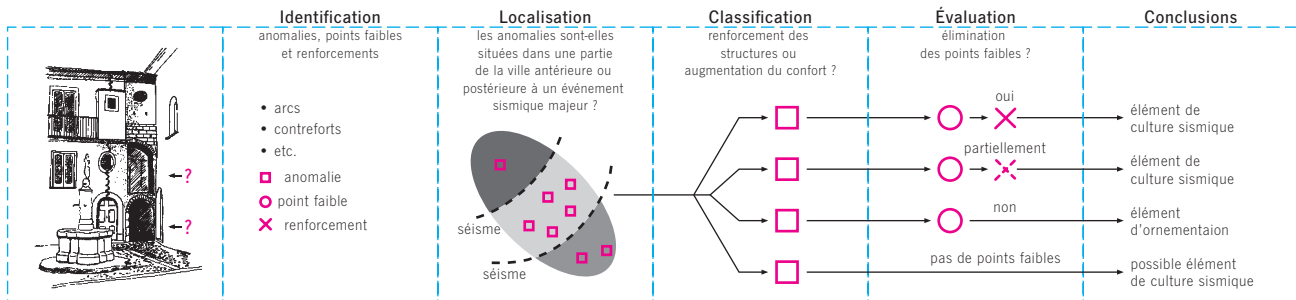 Identification
anomalies, points faibles
et renforcements
• arcs
• contreforts
• etc.
anomalie
point faible
renforcement
?
?
Localisation
les anomalies sont-elles
situées dans une partie
de la ville antérieure ou
postérieure à un événement
sismique majeur ?
séisme
séisme
Classification
renforcement des
structures ou
augmentation du confort ?
Évaluation
élimination
des points faibles ?
oui
partiellement
non
pas de points faibles
Conclusions
élément de
culture sismique
élément de
culture sismique
élément
d'ornementaion
possible élément
de culture sismique